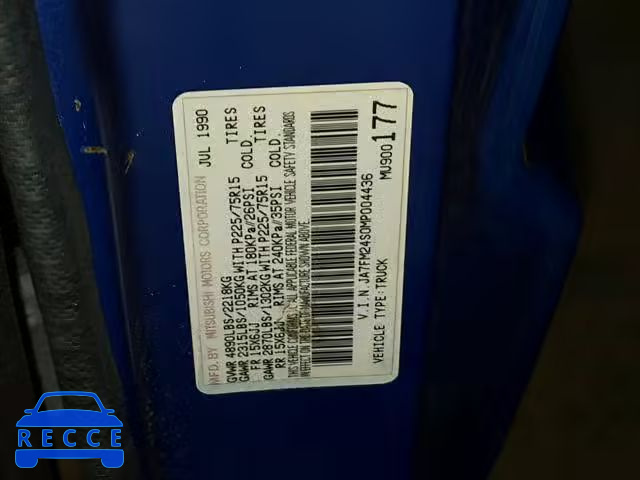 MFD. BY MITSUBISHI MOTORS CORPORATION JUL 1990
GVWR 4890LBS/2218KG
GAWR 2315LBS/1050KG WITH P225/75R15 TIRES
FR 15X6JJ RIMS AT 180KPa/26PSI COLD.
GAWR 2870LBS/1302KG WITH P225/75R15 TIRES
RR 15X6JJ RIMS AT 240KPa/35PSI COLD.
THIS VEHICLE CONFORMS TO ALL APPLICABLE FEDERAL MOTOR VEHICLE SAFETY STANDARDS
IN EFFECT ON THE DATE OF MANUFACTURE SHOWN ABOVE
V.I.N. JA7FM24S0MP004436
VEHICLE TYPE: TRUCK MU900177
AUTOBIDMASTER